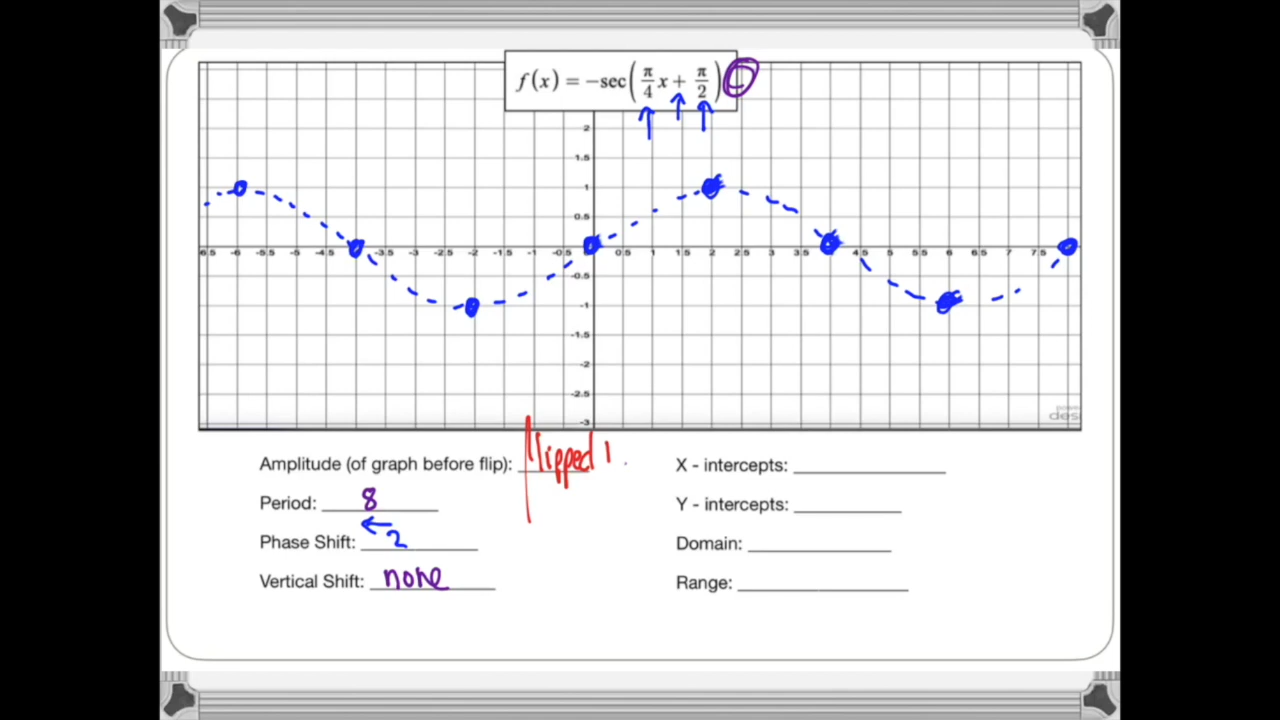 f(x) = −sec(π/4 x + π/2)
2
1.5
1
0.5
6.5 -6 -5.5 -5 -4.5 -4 -3.5 -3 -2.5 -2 -1.5 -1 -0.5 0 0.5 1 1.5 2 2.5 3 3.5 4 4.5 5 5.5 6 6.5 7 7.5 8
-0.5
-1
-1.5
-2
-2.5
-3
des
Amplitude (of graph before flip): flipped 1
Period: 8
Phase Shift: ← 2
Vertical Shift: none
X - intercepts:
Y - intercepts:
Domain:
Range: